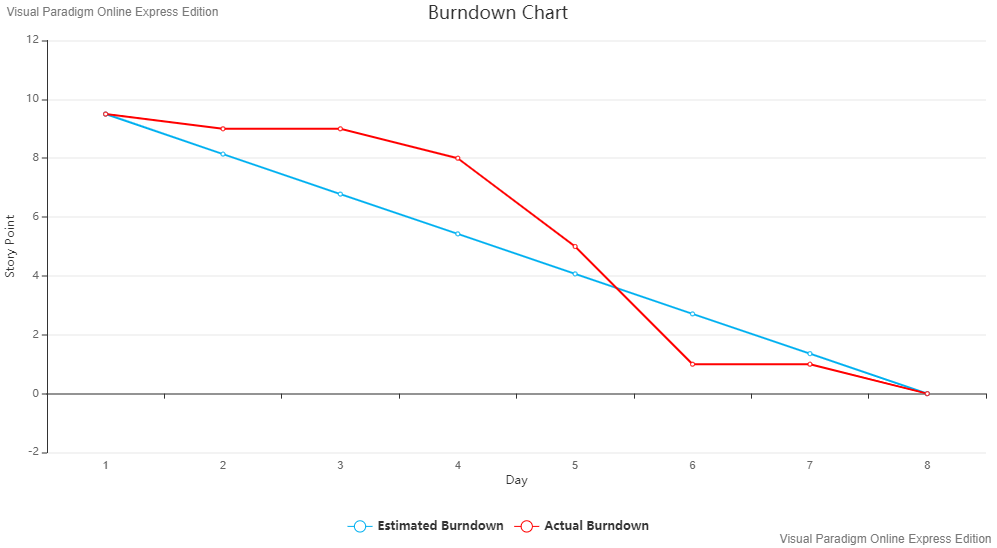 Visual Paradigm Online Express Edition
Burndown Chart
12
10
8
6
4
2
0
-2
Story Point
1 2 3 4 5 6 7 8
Day
Estimated Burndown Actual Burndown
Visual Paradigm Online Express Edition